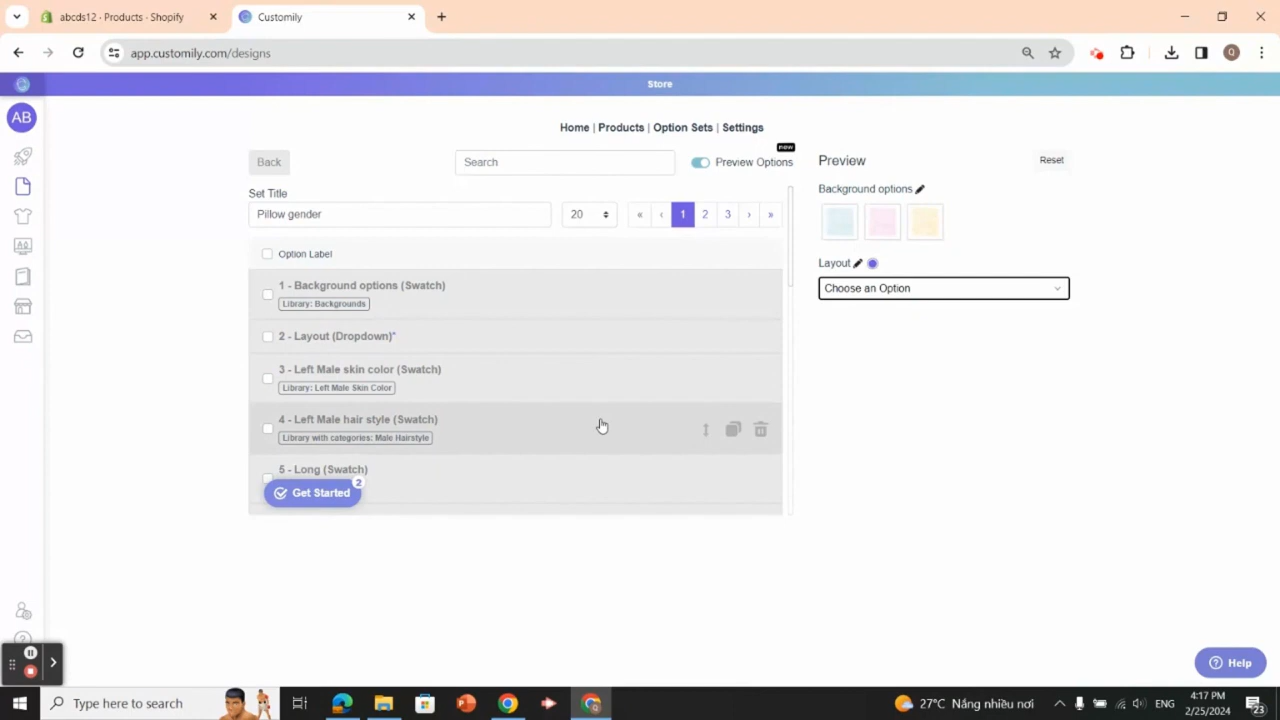 abcds12 · Products · Shopify
Customily
app.customily.com/designs
Q
Store
AB
Home | Products | Option Sets | Settings
new
Back
Search
Preview Options
Preview
Reset
Set Title
Background options
Pillow gender
20
« ‹ 1 2 3 › »
Option Label
Layout
Choose an Option
1 - Background options (Swatch)
Library: Backgrounds
2 - Layout (Dropdown)*
3 - Left Male skin color (Swatch)
Library: Left Male Skin Color
4 - Left Male hair style (Swatch)
Library with categories: Male Hairstyle
5 - Long (Swatch)
2
Get Started
Help
Type here to search
27°C Nắng nhiều nơi
ENG
4:17 PM
2/25/2024
23